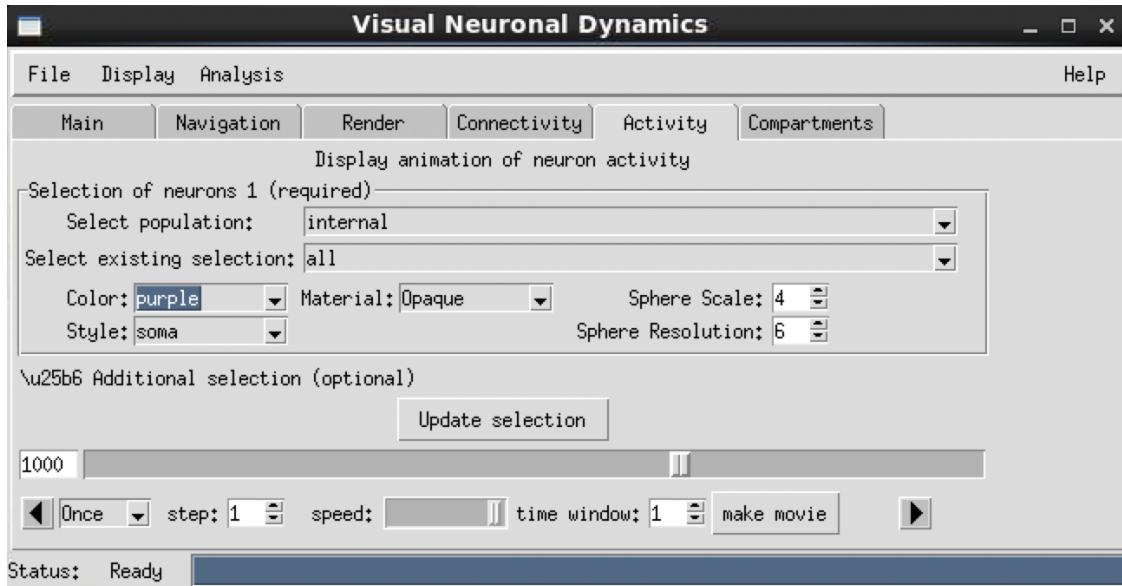 Visual Neuronal Dynamics
File Display Analysis Help
Main Navigation Render Connectivity Activity Compartments
Display animation of neuron activity
Selection of neurons 1 (required)
Select population: internal
Select existing selection: all
Color: purple Material: Opaque Sphere Scale: 4
Style: soma Sphere Resolution: 6
\u25b6 Additional selection (optional)
Update selection
1000
Once step: 1 speed: time window: 1 make movie
Status: Ready